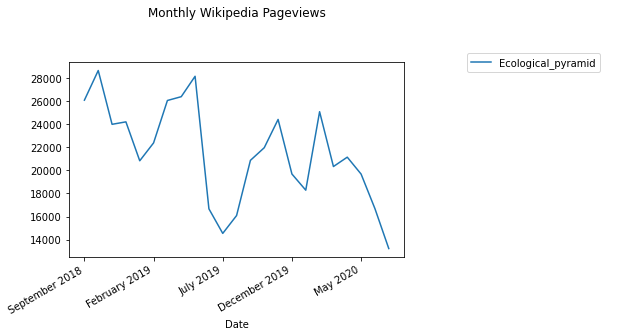 Monthly Wikipedia Pageviews
Ecological_pyramid
28000
26000
24000
22000
20000
18000
16000
14000
September 2018
February 2019
July 2019
December 2019
May 2020
Date